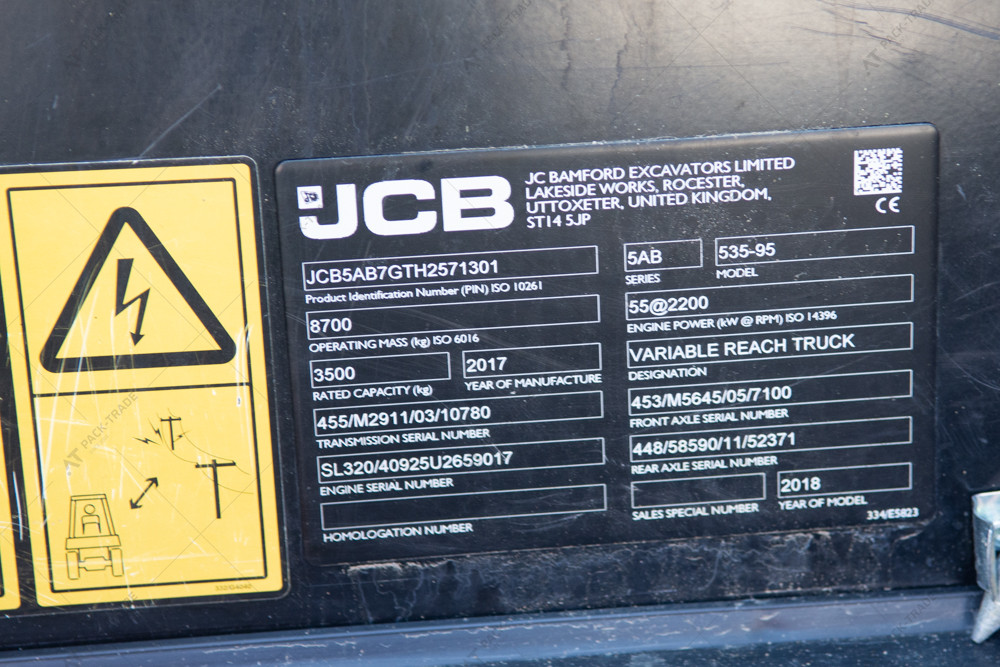 JCB
JC BAMFORD EXCAVATORS LIMITED
LAKESIDE WORKS, ROCESTER,
UTTOXETER, UNITED KINGDOM,
ST14 5JP
CE
JCB5AB7GTH2571301
Product Identification Number (PIN) ISO 10261
5AB
SERIES
535-95
MODEL
8700
OPERATING MASS (kg) ISO 6016
55@2200
ENGINE POWER (kW @ RPM) ISO 14396
3500
RATED CAPACITY (kg)
2017
YEAR OF MANUFACTURE
VARIABLE REACH TRUCK
DESIGNATION
455/M2911/03/10780
TRANSMISSION SERIAL NUMBER
453/M5645/05/7100
FRONT AXLE SERIAL NUMBER
SL320/40925U2659017
ENGINE SERIAL NUMBER
448/58590/11/52371
REAR AXLE SERIAL NUMBER
HOMOLOGATION NUMBER
SALES SPECIAL NUMBER
2018
YEAR OF MODEL
334/E5823
AT PACK-TRADE